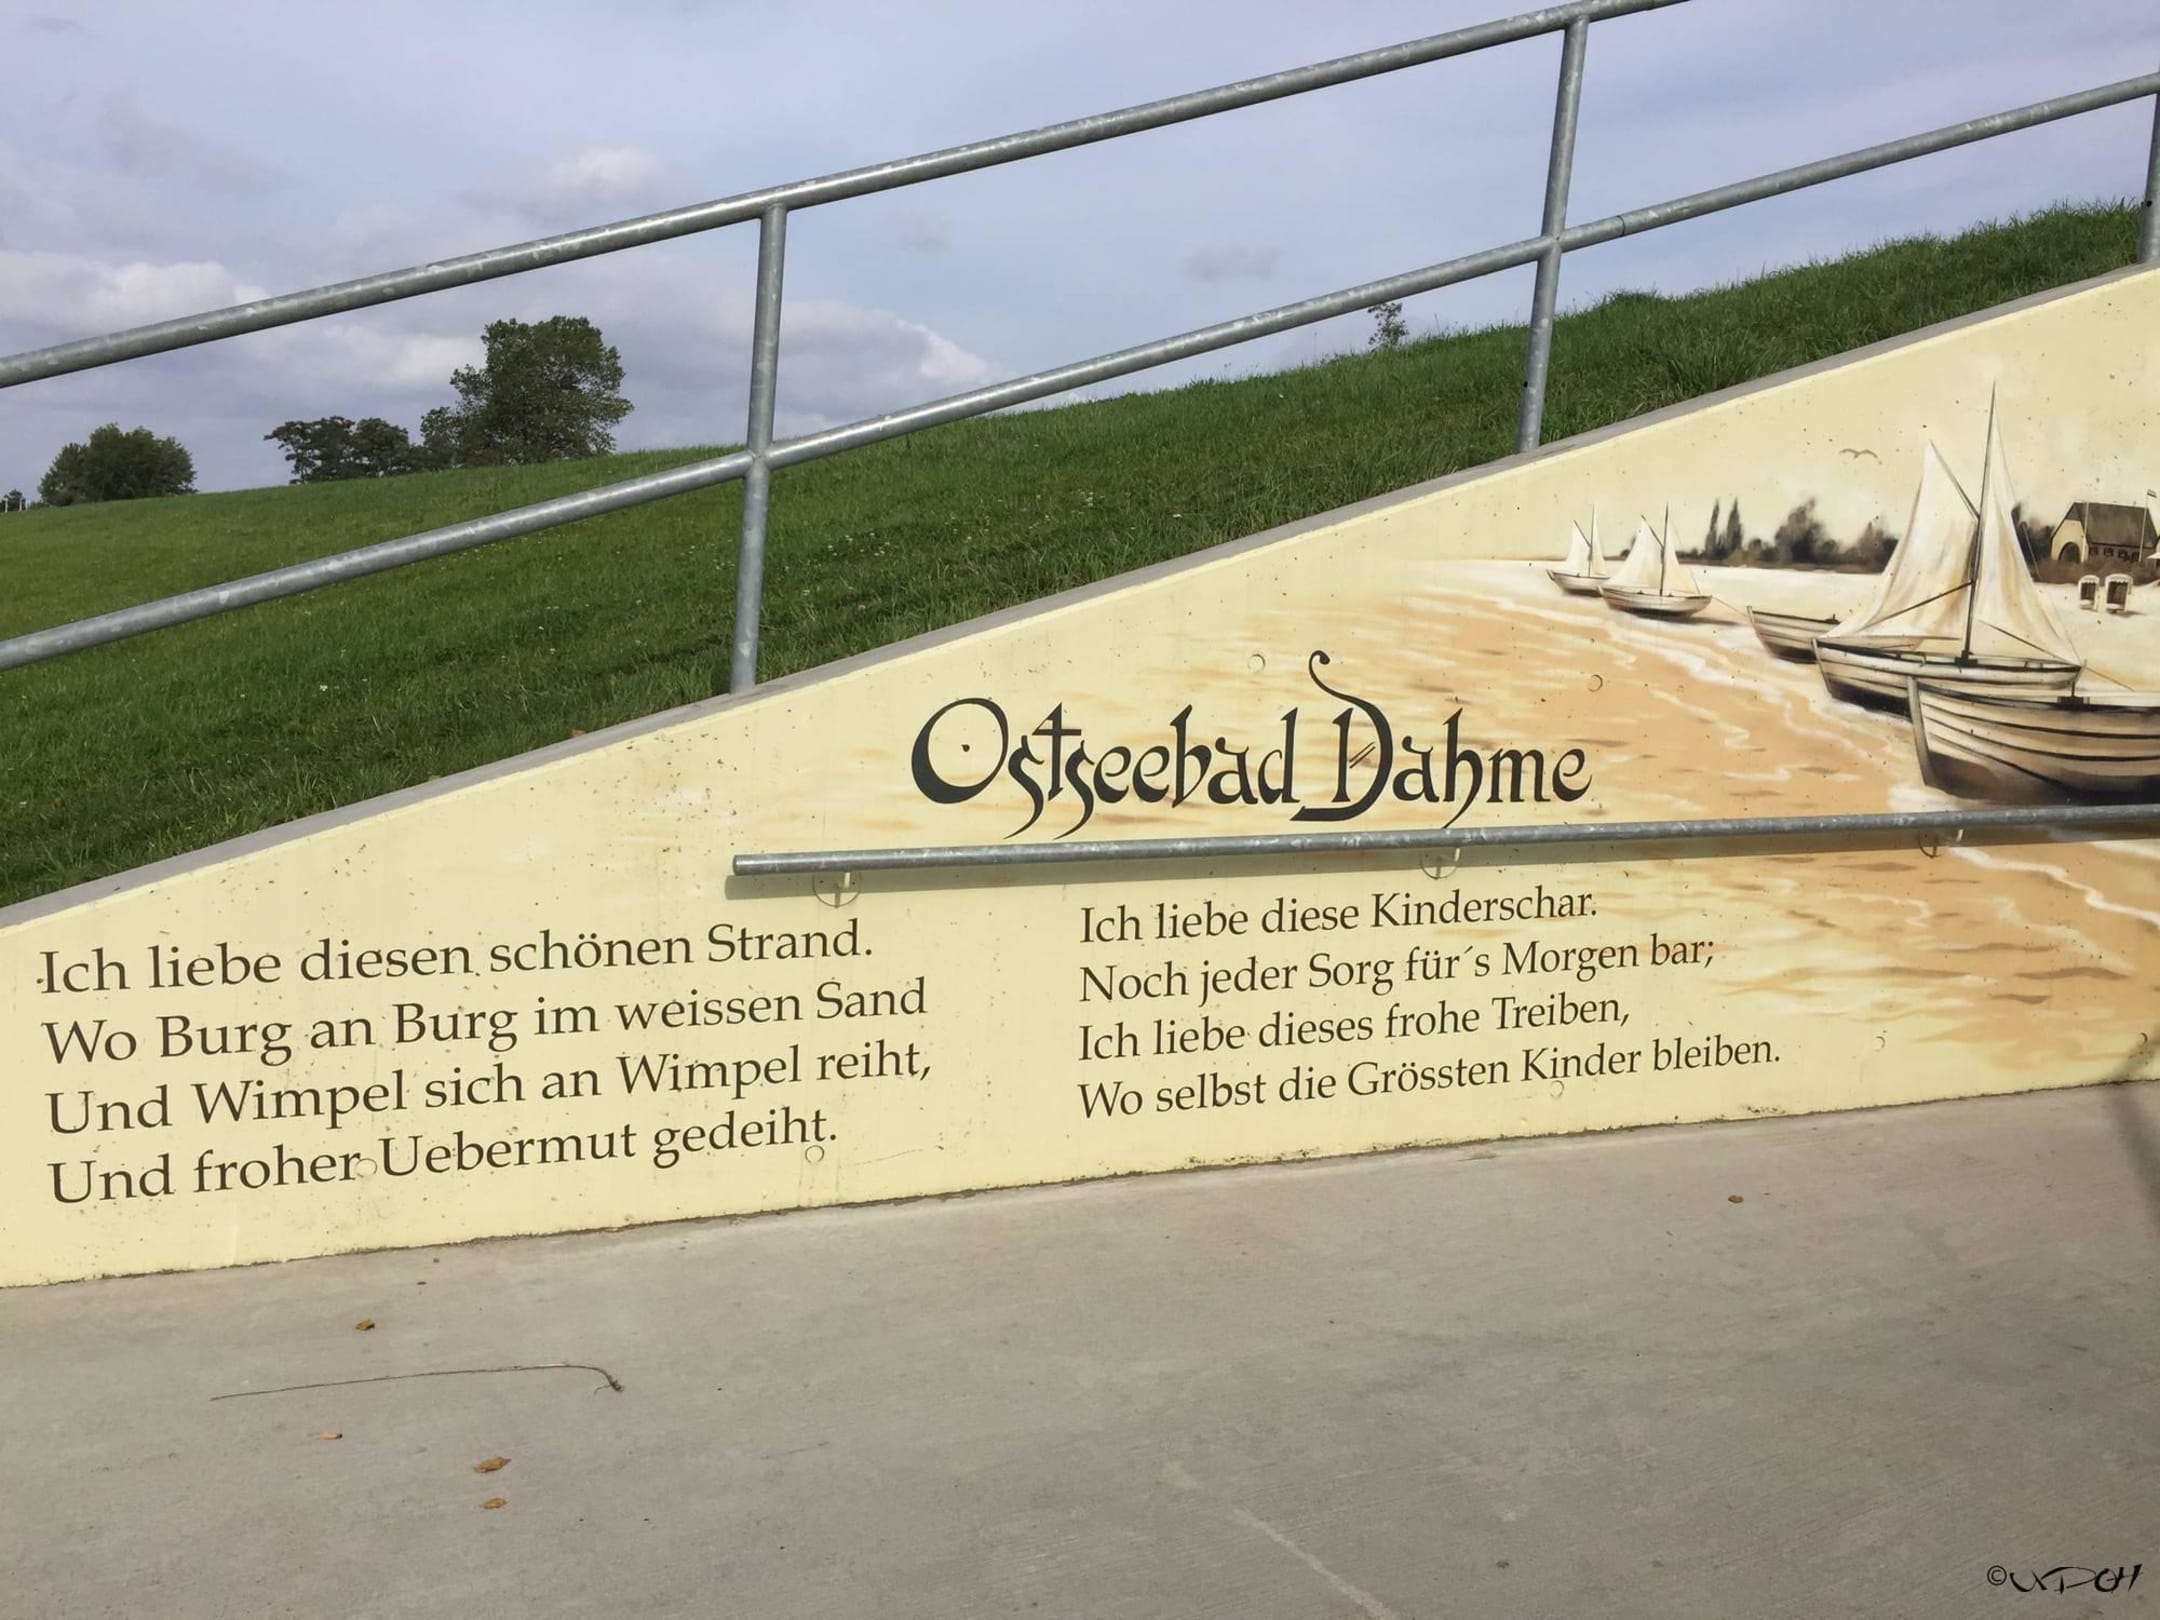 Ostseebad Dahme
Ich liebe diesen schönen Strand.
Wo Burg an Burg im weissen Sand
Und Wimpel sich an Wimpel reiht,
Und froher Uebermut gedeiht.
Ich liebe diese Kinderschar.
Noch jeder Sorg für´s Morgen bar;
Ich liebe dieses frohe Treiben,
Wo selbst die Grössten Kinder bleiben.